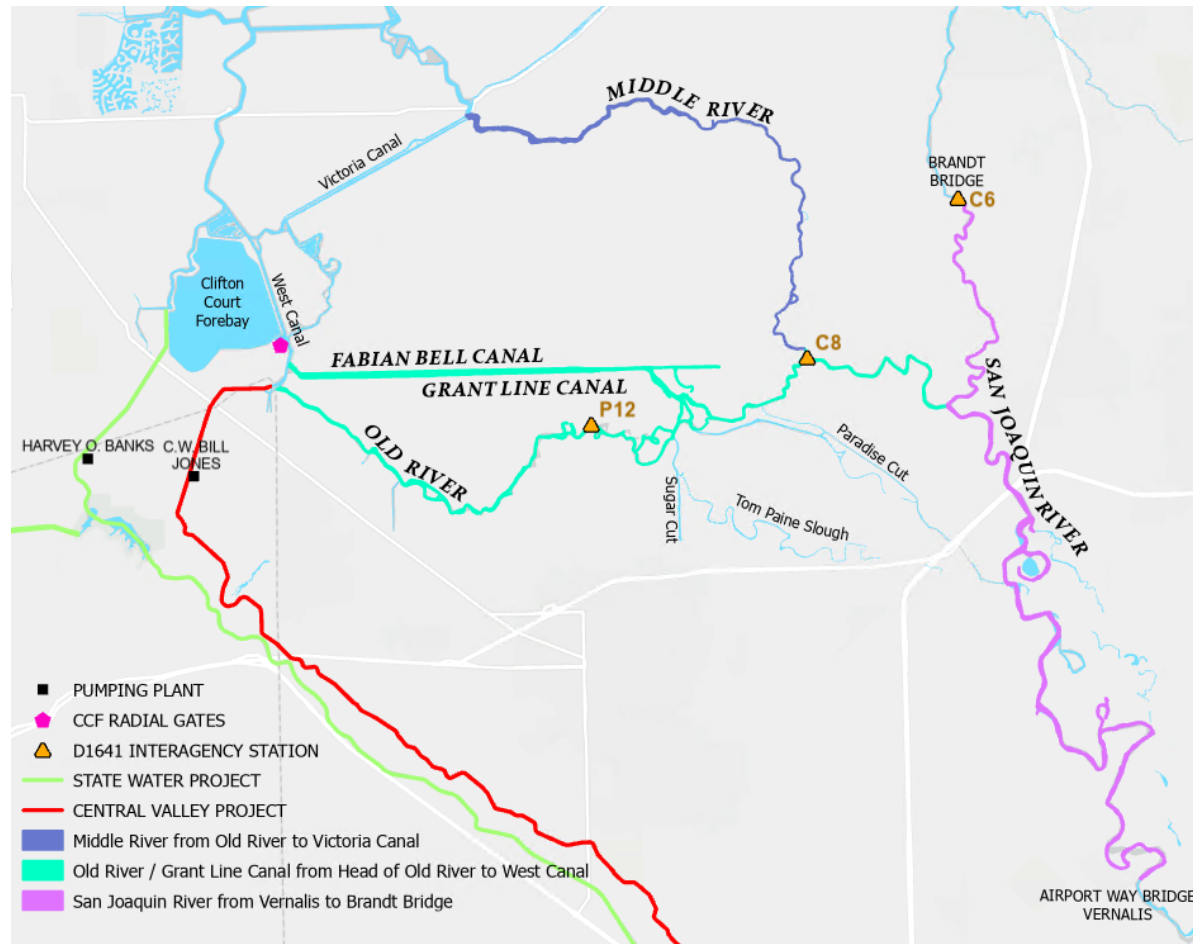 MIDDLE RIVER
Victoria Canal
BRANDT
BRIDGE
C6
Clifton
Court
Forebay
West Canal
FABIAN BELL CANAL
C8
GRANT LINE CANAL
P12
SAN JOAQUIN RIVER
HARVEY O. BANKS
C.W. BILL
JONES
OLD RIVER
Paradise Cut
Sugar Cut
Tom Paine Slough
PUMPING PLANT
CCF RADIAL GATES
D1641 INTERAGENCY STATION
STATE WATER PROJECT
CENTRAL VALLEY PROJECT
Middle River from Old River to Victoria Canal
Old River / Grant Line Canal from Head of Old River to West Canal
San Joaquin River from Vernalis to Brandt Bridge
AIRPORT WAY BRIDGE
VERNALIS